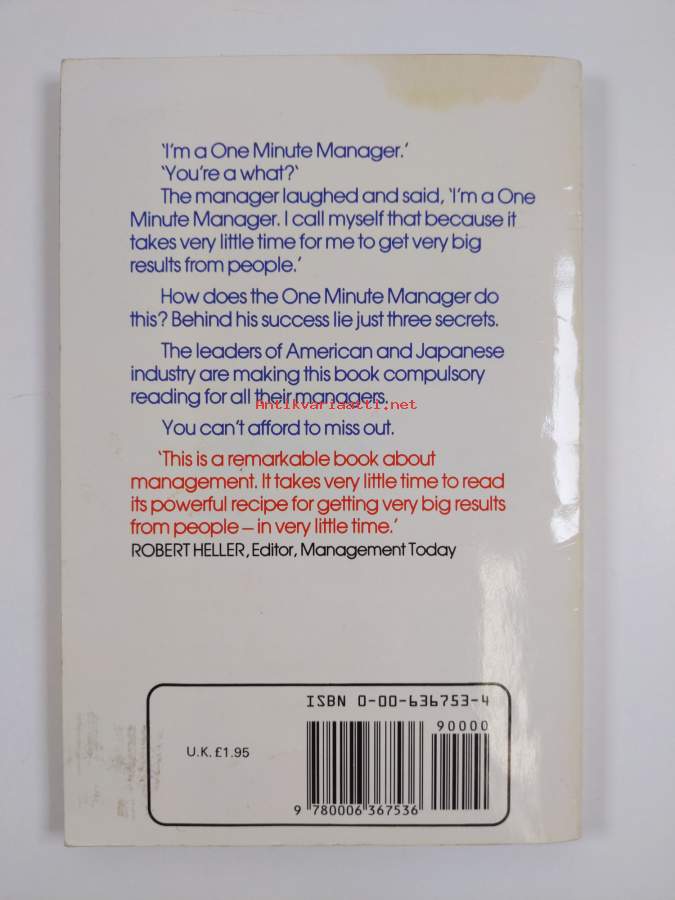 ‘I'm a One Minute Manager.’
‘You're a what?‘
The manager laughed and said, ‘I'm a One
Minute Manager. I call myself that because it
takes very little time for me to get very big
results from people.’
How does the One Minute Manager do
this? Behind his success lie just three secrets.
The leaders of American and Japanese
industry are making this book compulsory
reading for all their managers.
Antikvariaatti.net
You can't afford to miss out.
‘This is a remarkable book about
management. It takes very little time to read
its powerful recipe for getting very big results
from people – in very little time.’
ROBERT HELLER, Editor, Management Today
ISBN 0-00-636753-4
90000
U.K. £1.95
9 780006 367536